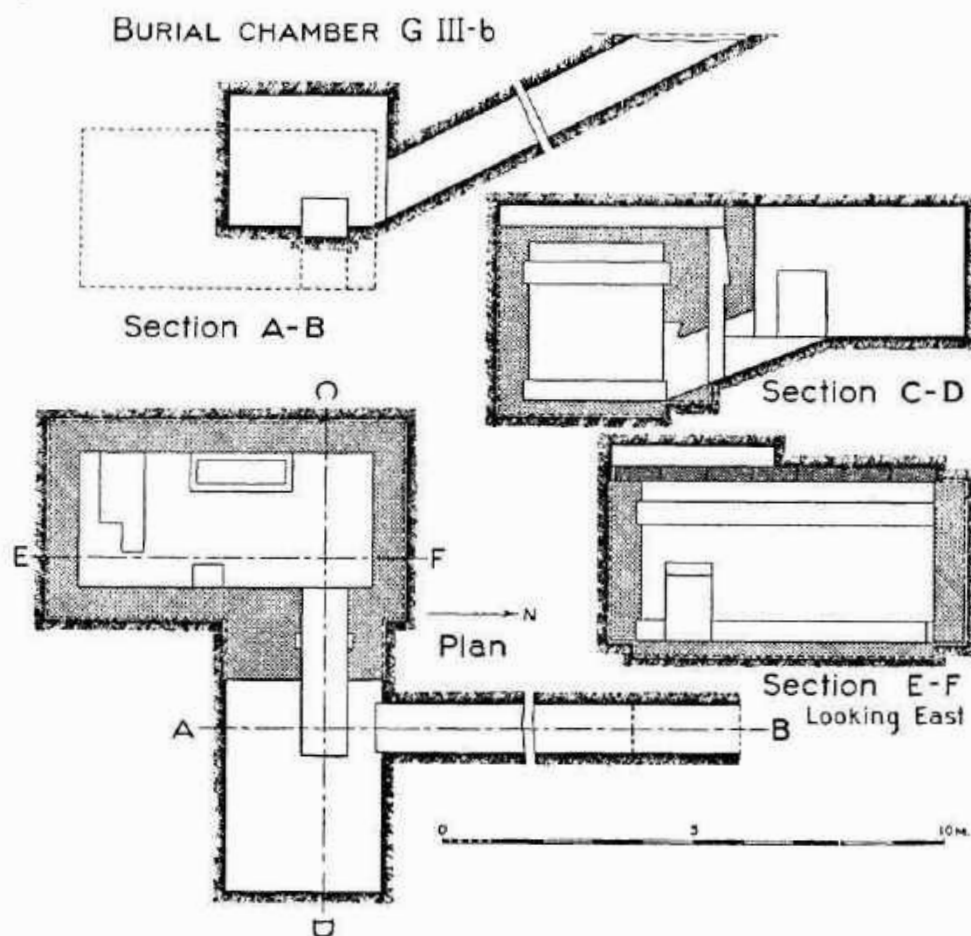 BURIAL CHAMBER G III-b
Section A-B
Section C-D
C
E
F
N
Plan
Section E-F
Looking East
A
B
0 5 10 M.
D